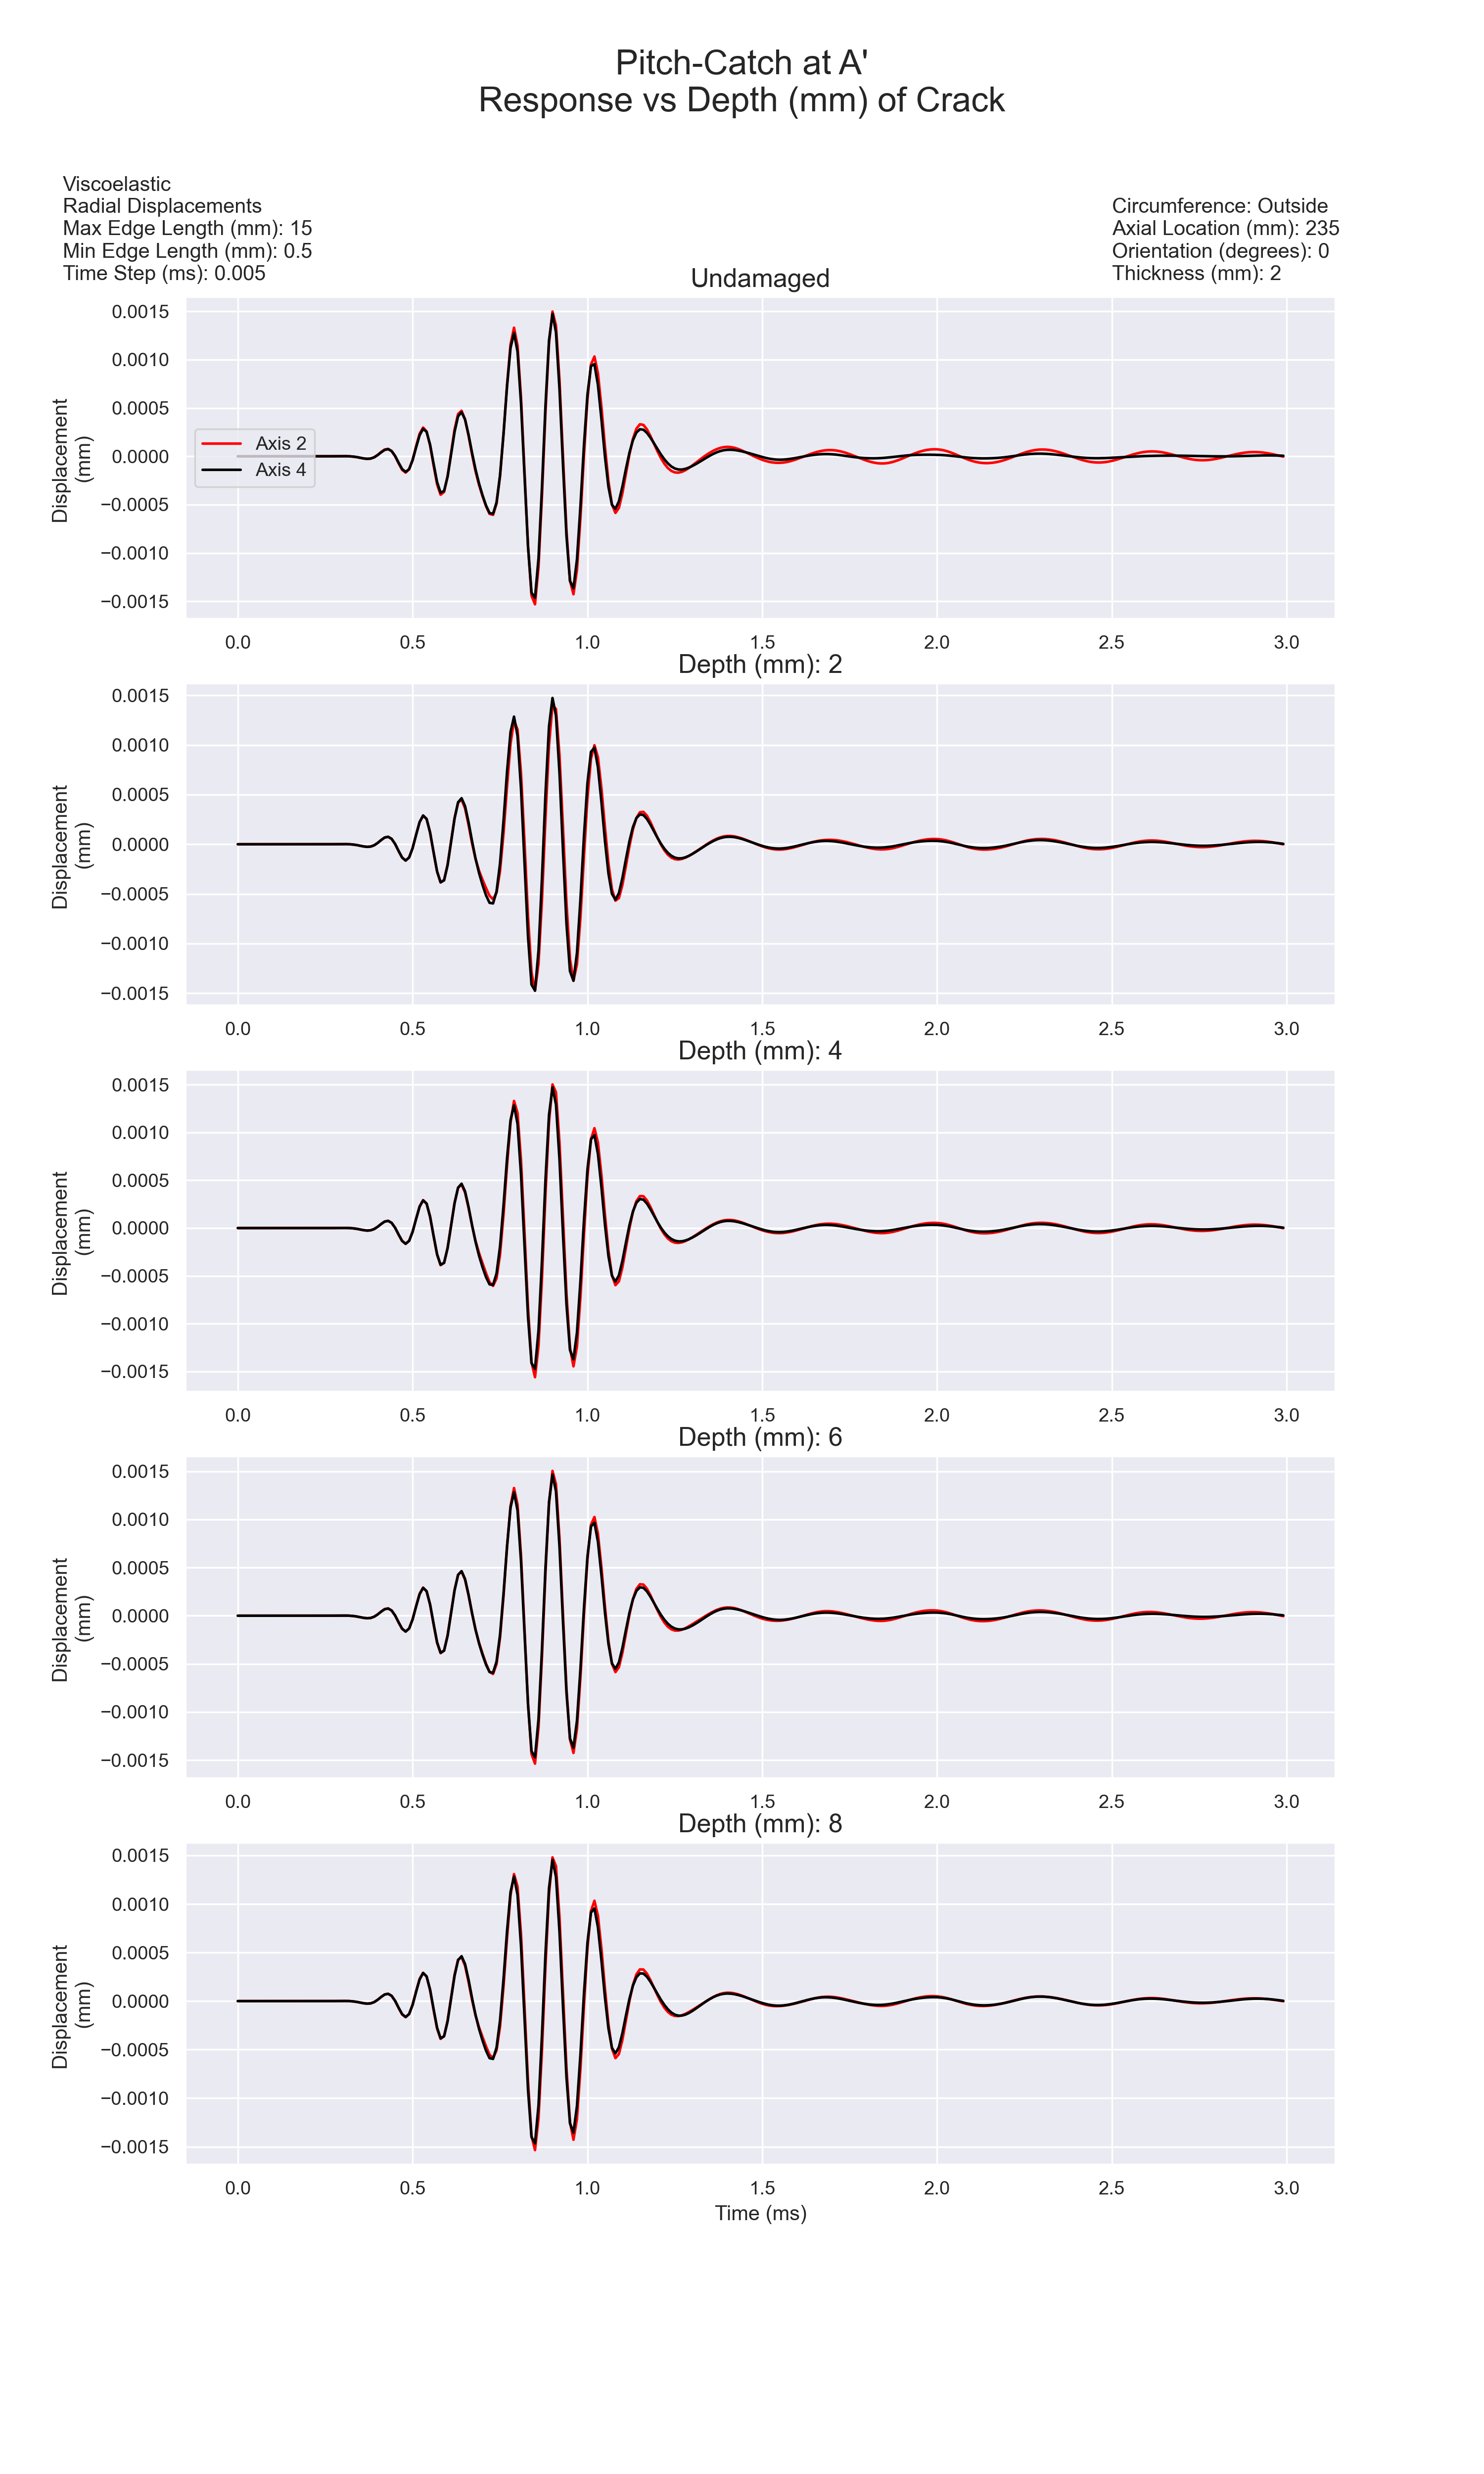 Pitch-Catch at A'
Response vs Depth (mm) of Crack
Viscoelastic
Radial Displacements
Max Edge Length (mm): 15
Min Edge Length (mm): 0.5
Time Step (ms): 0.005
Circumference: Outside
Axial Location (mm): 235
Orientation (degrees): 0
Thickness (mm): 2
Undamaged
Displacement
(mm)
0.0015
0.0010
0.0005
0.0000
−0.0005
−0.0010
−0.0015
Axis 2
Axis 4
0.0 0.5 1.0 1.5 2.0 2.5 3.0
Depth (mm): 2
Displacement
(mm)
0.0015
0.0010
0.0005
0.0000
−0.0005
−0.0010
−0.0015
0.0 0.5 1.0 1.5 2.0 2.5 3.0
Depth (mm): 4
Displacement
(mm)
0.0015
0.0010
0.0005
0.0000
−0.0005
−0.0010
−0.0015
0.0 0.5 1.0 1.5 2.0 2.5 3.0
Depth (mm): 6
Displacement
(mm)
0.0015
0.0010
0.0005
0.0000
−0.0005
−0.0010
−0.0015
0.0 0.5 1.0 1.5 2.0 2.5 3.0
Depth (mm): 8
Displacement
(mm)
0.0015
0.0010
0.0005
0.0000
−0.0005
−0.0010
−0.0015
0.0 0.5 1.0 1.5 2.0 2.5 3.0
Time (ms)